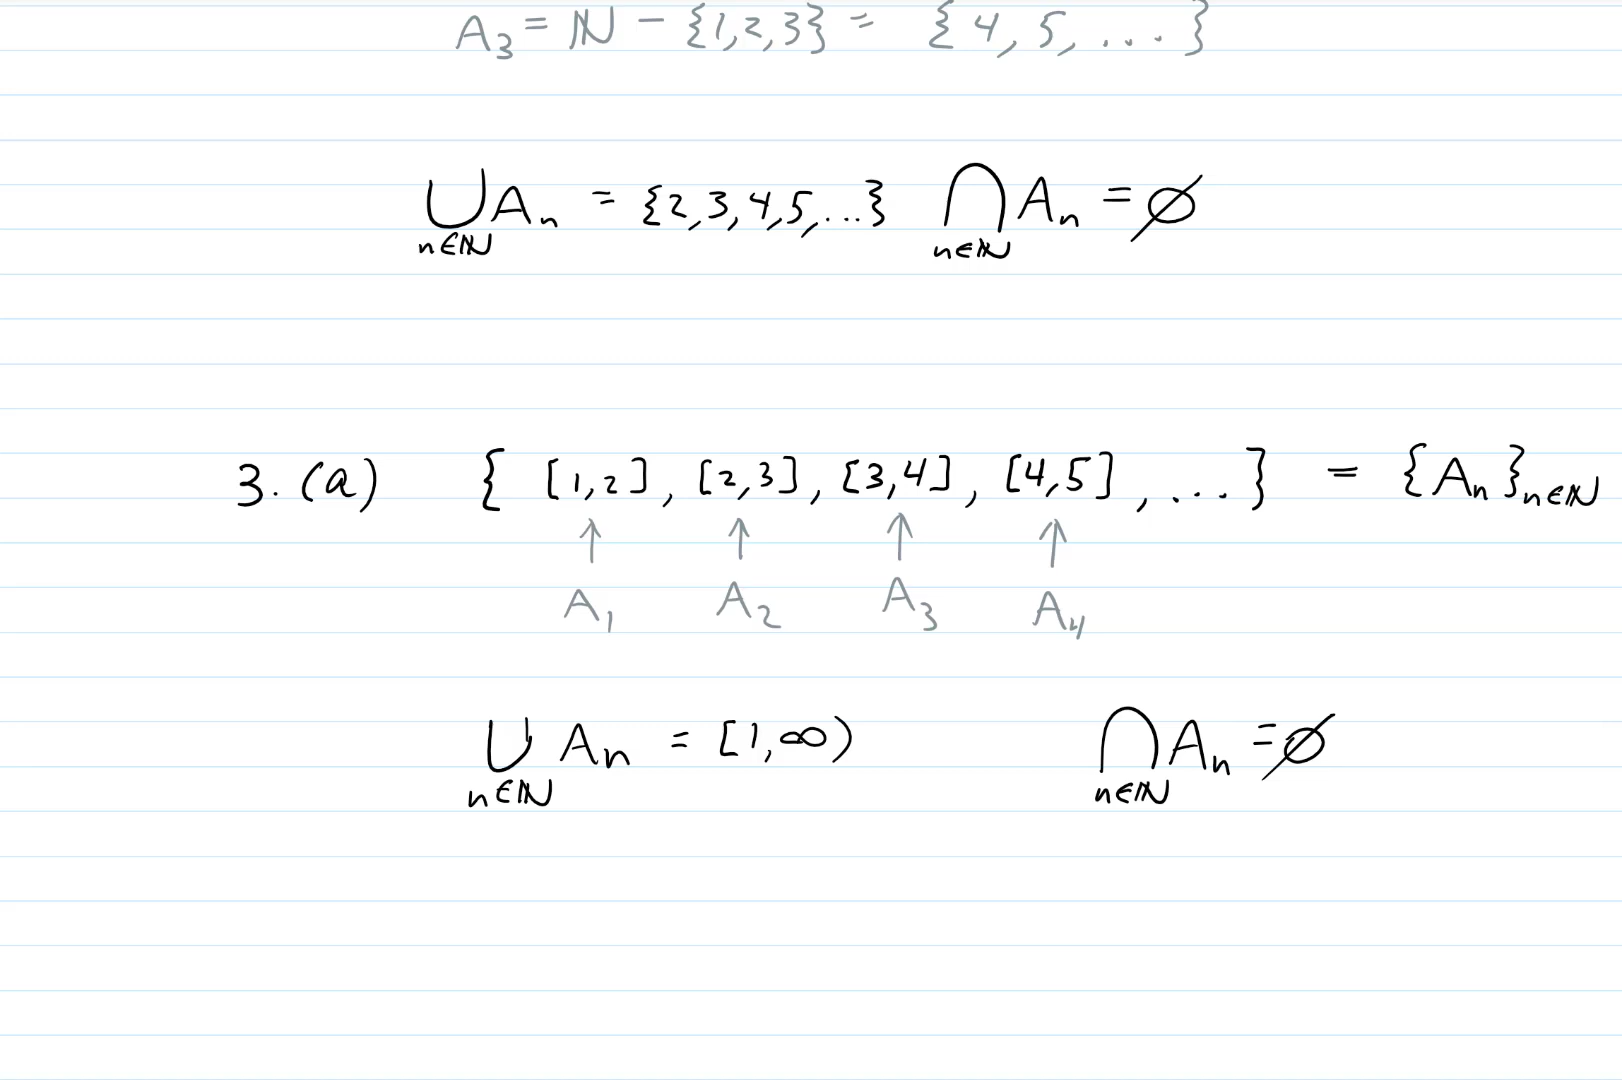 A₃ = ℕ − {1,2,3} = {4, 5, ...}
⋃ Aₙ = {2,3,4,5,...} ⋂ Aₙ = ∅
n∈ℕ n∈ℕ
3. (a) { [1,2], [2,3], [3,4], [4,5], ... } = {Aₙ}ₙ∈ℕ
↑ ↑ ↑ ↑
A₁ A₂ A₃ A₄
⋃ Aₙ = [1,∞) ⋂ Aₙ = ∅
n∈ℕ n∈ℕ